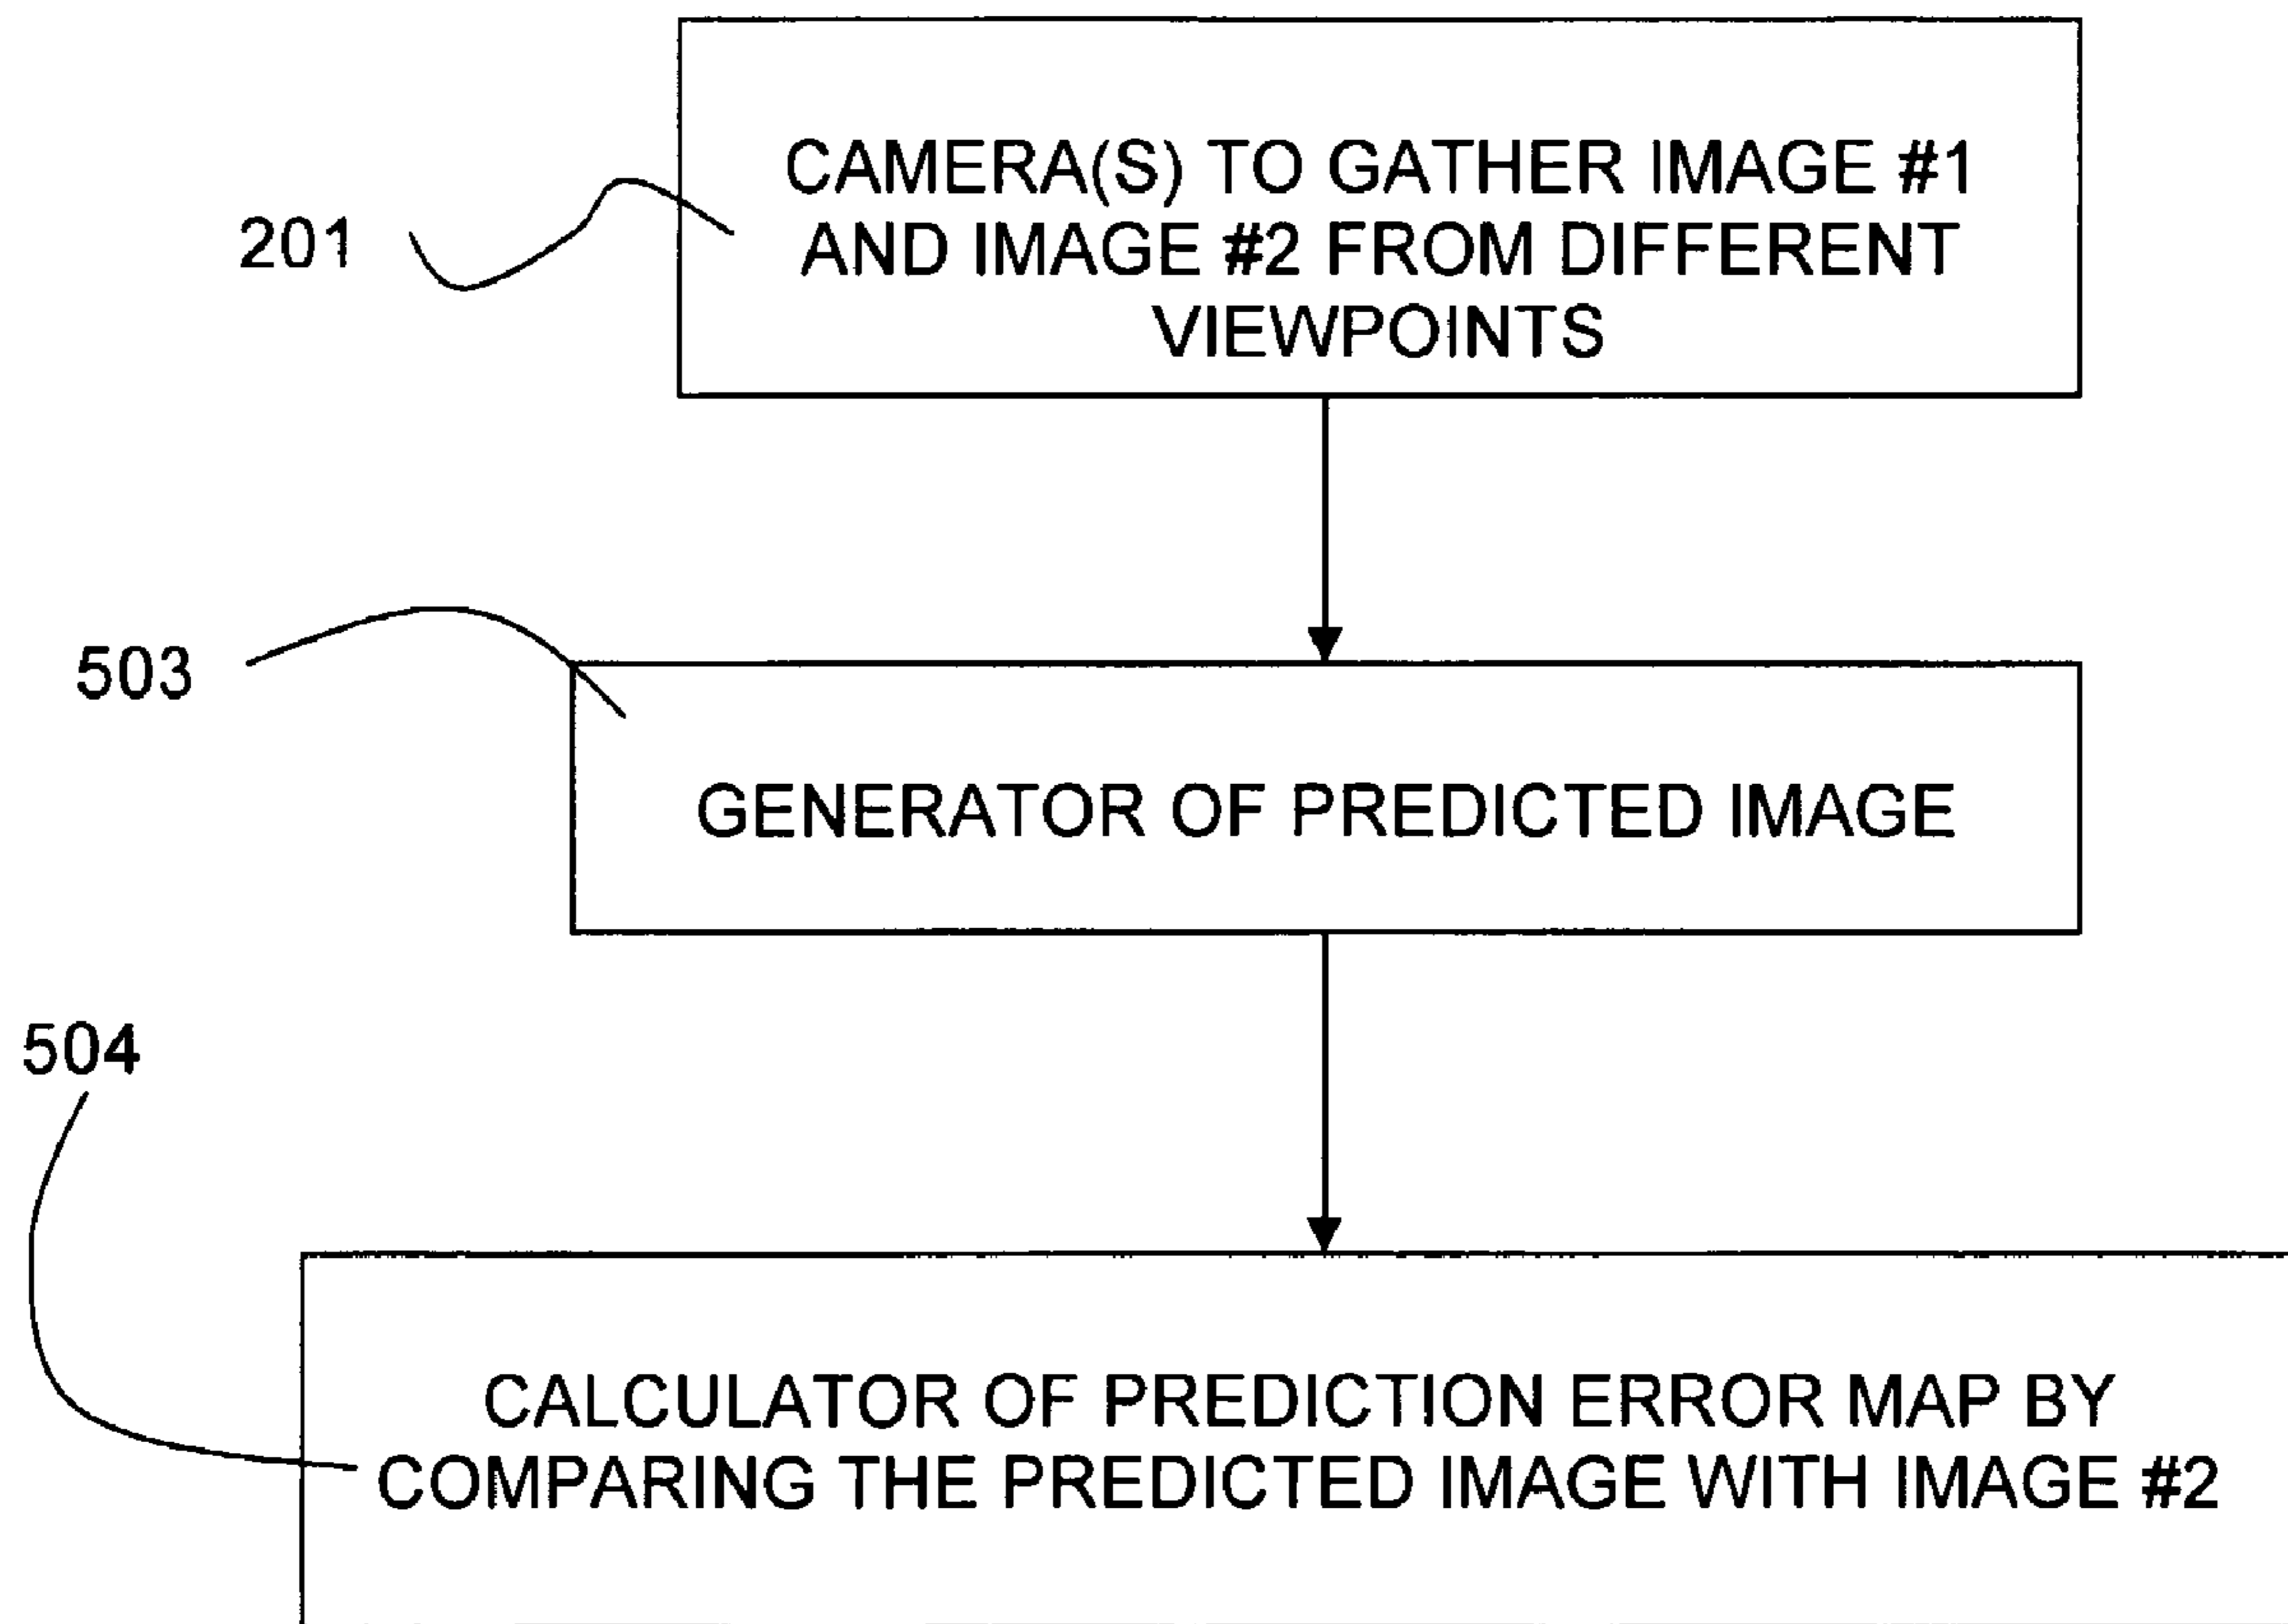 CAMERA(S) TO GATHER IMAGE #1
AND IMAGE #2 FROM DIFFERENT
VIEWPOINTS
201
503
GENERATOR OF PREDICTED IMAGE
504
CALCULATOR OF PREDICTION ERROR MAP BY
COMPARING THE PREDICTED IMAGE WITH IMAGE #2